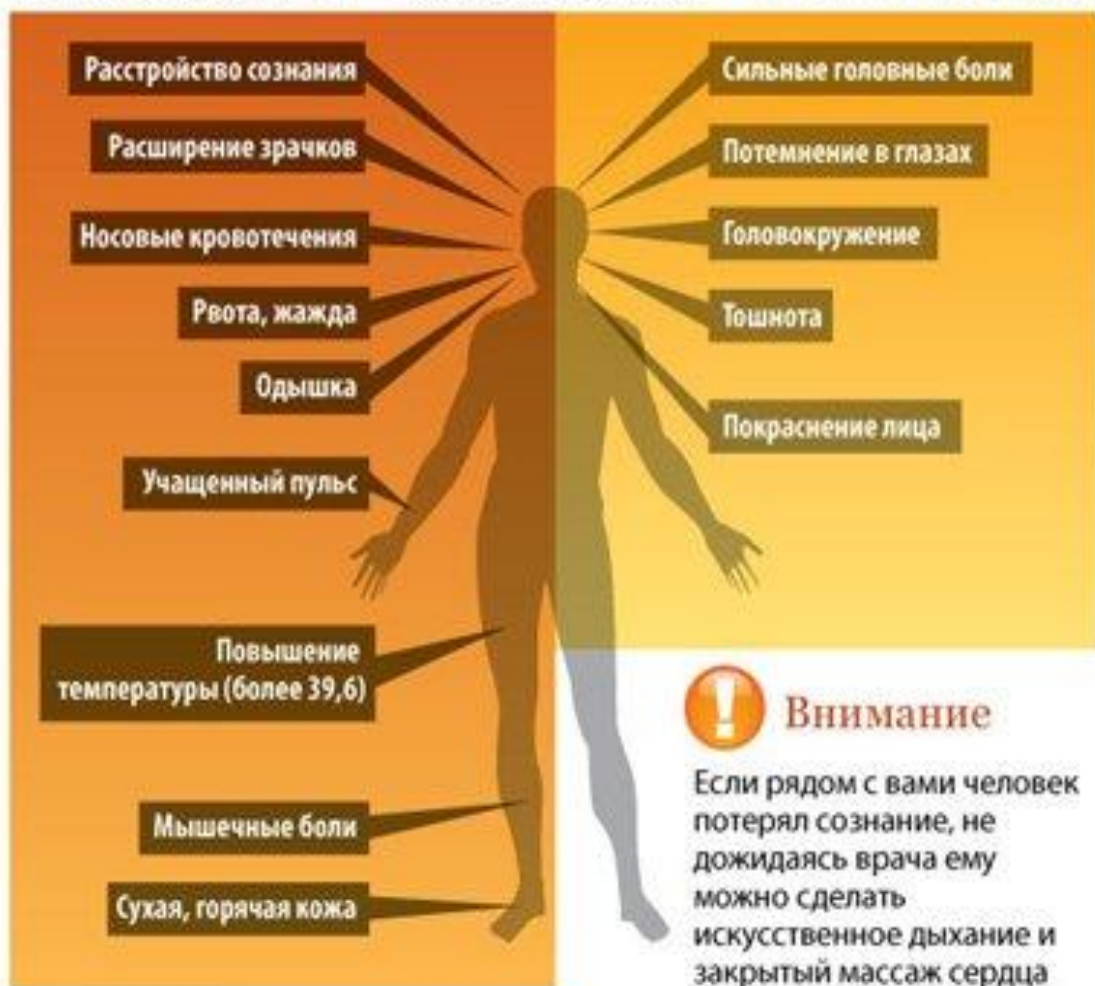 Расстройство сознания
Расширение зрачков
Носовые кровотечения
Рвота, жажда
Одышка
Учащенный пульс
Повышение
температуры (более 39,6)
Мышечные боли
Сухая, горячая кожа
Сильные головные боли
Потемнение в глазах
Головокружение
Тошнота
Покраснение лица
Внимание
Если рядом с вами человек
потерял сознание, не
дожидаясь врача ему
можно сделать
искусственное дыхание и
закрытый массаж сердца